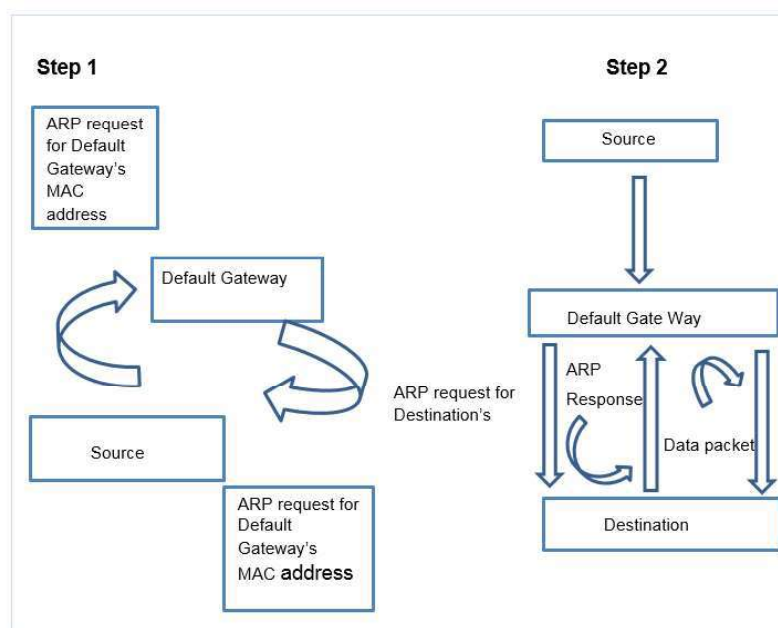 Step 1
ARP request
for Default
Gateway's
MAC
address
Default Gateway
Source
ARP request for
Default
Gateway's
MAC address
ARP request for
Destination's
Step 2
Source
Default Gate Way
ARP
Response
Data packet
Destination